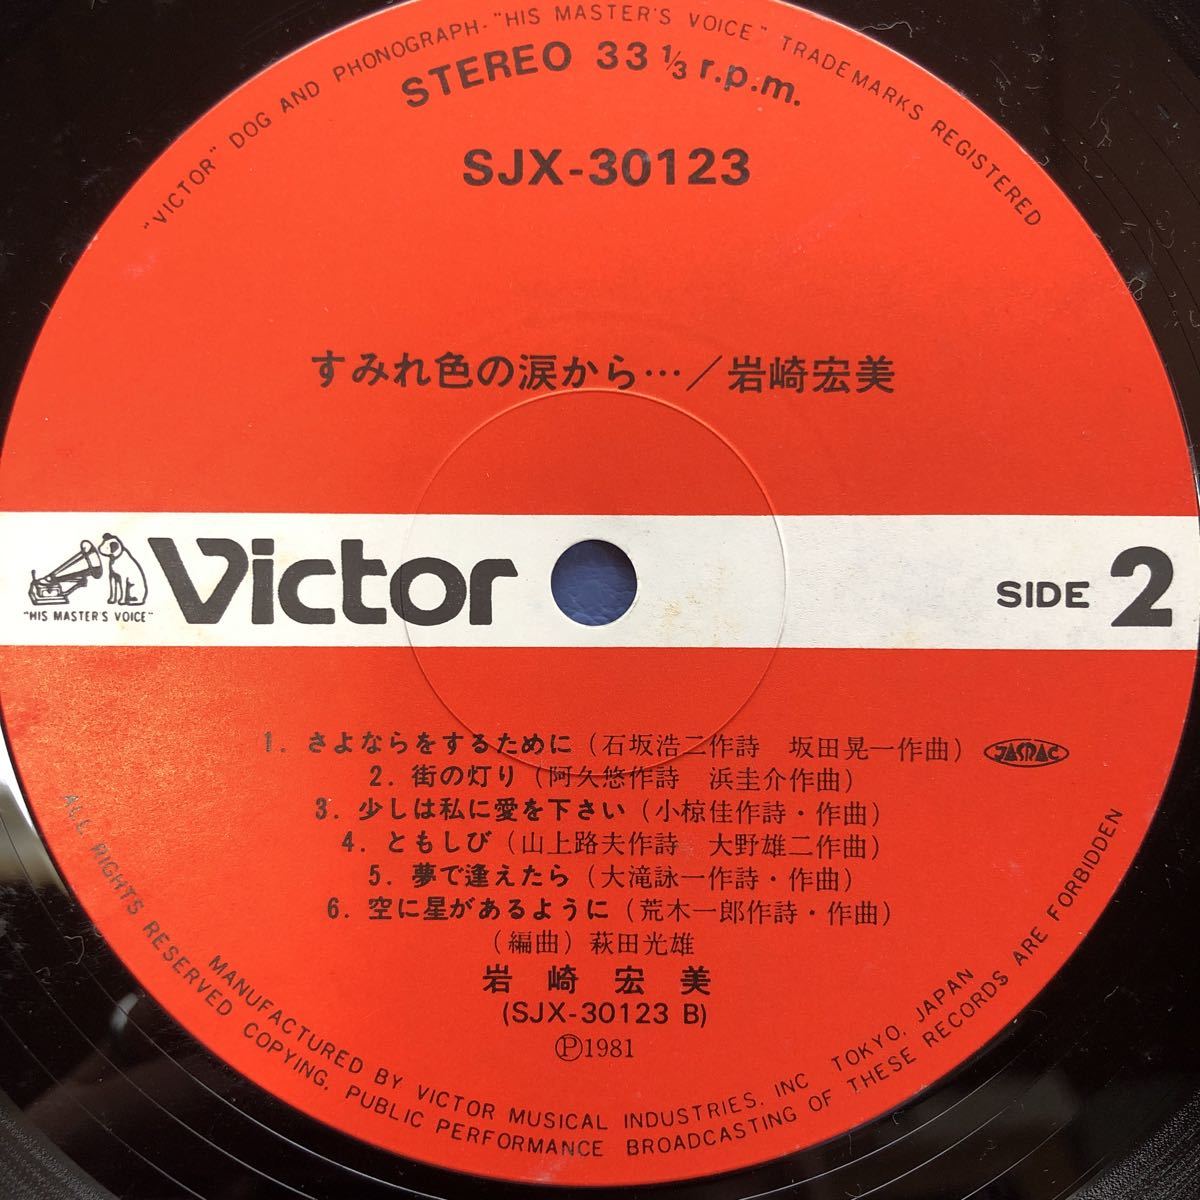 "VICTOR" DOG AND PHONOGRAPH-"HIS MASTER'S VOICE" TRADEMARKS REGISTERED
STEREO 33 1/3 r.p.m.
SJX-30123
すみれ色の涙から…／岩崎宏美
"HIS MASTER'S VOICE"
Victor
SIDE 2
1. さよならをするために（石坂浩二作詩　坂田晃一作曲） JASRAC
2. 街の灯り（阿久悠作詩　浜圭介作曲）
3. 少しは私に愛を下さい（小椋佳作詩・作曲）
4. ともしび（山上路夫作詩　大野雄二作曲）
5. 夢で逢えたら（大滝詠一作詩・作曲）
6. 空に星があるように（荒木一郎作詩・作曲）
（編曲）萩田光雄
岩崎宏美
(SJX-30123 B)
Ⓟ1981
MANUFACTURED BY VICTOR MUSICAL INDUSTRIES, INC TOKYO, JAPAN
ALL RIGHTS RESERVED COPYING, PUBLIC PERFORMANCE BROADCASTING OF THESE RECORDS ARE FORBIDDEN